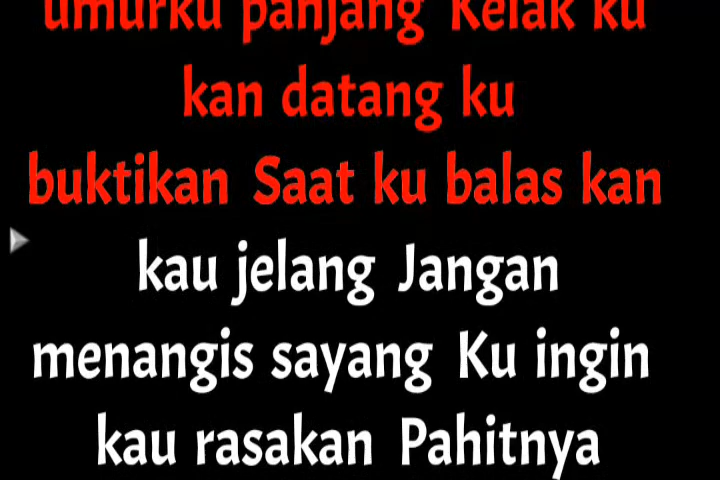 umurku panjang Kelak ku
kan datang ku
buktikan Saat ku balas kan
kau jelang Jangan
menangis sayang Ku ingin
kau rasakan Pahitnya